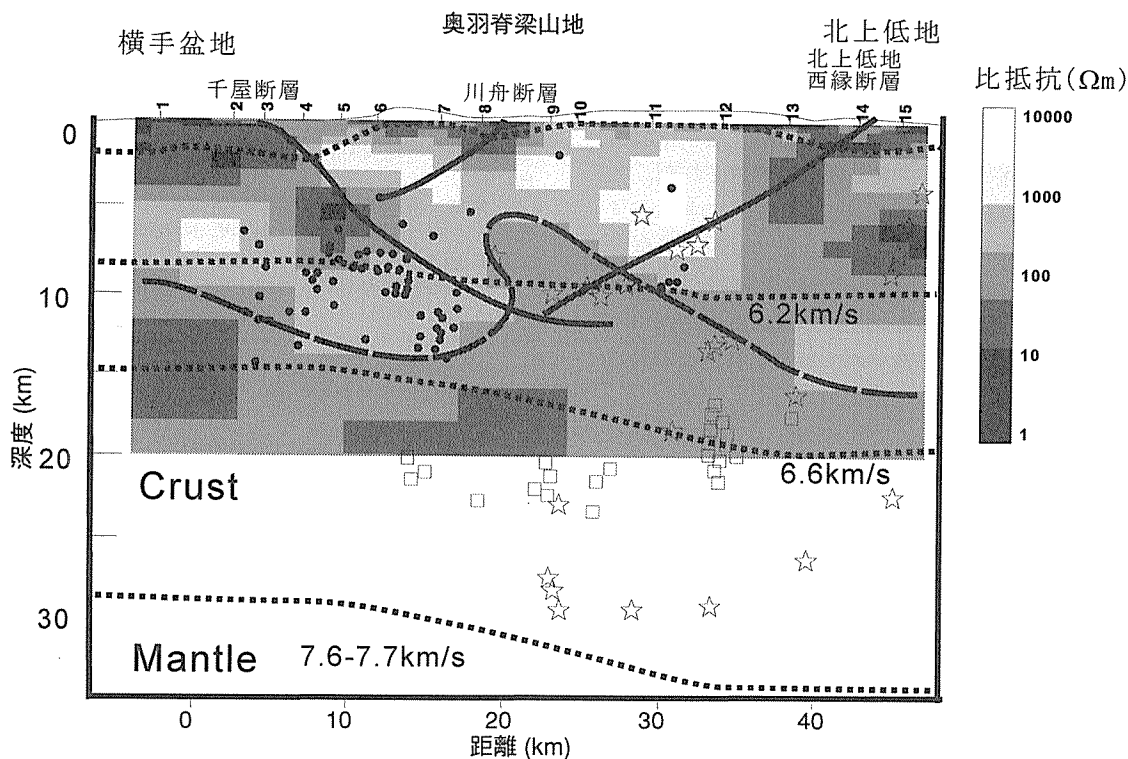 奥羽脊梁山地
横手盆地
北上低地
北上低地
西縁断層
千屋断層
川舟断層
比抵抗(Ωm)
1 2 3 4 5 6 7 8 9 10 11 12 13 14 15
0
10
20
30
深度 (km)
10000
1000
100
10
1
6.2km/s
6.6km/s
Crust
Mantle
7.6-7.7km/s
0 10 20 30 40
距離 (km)